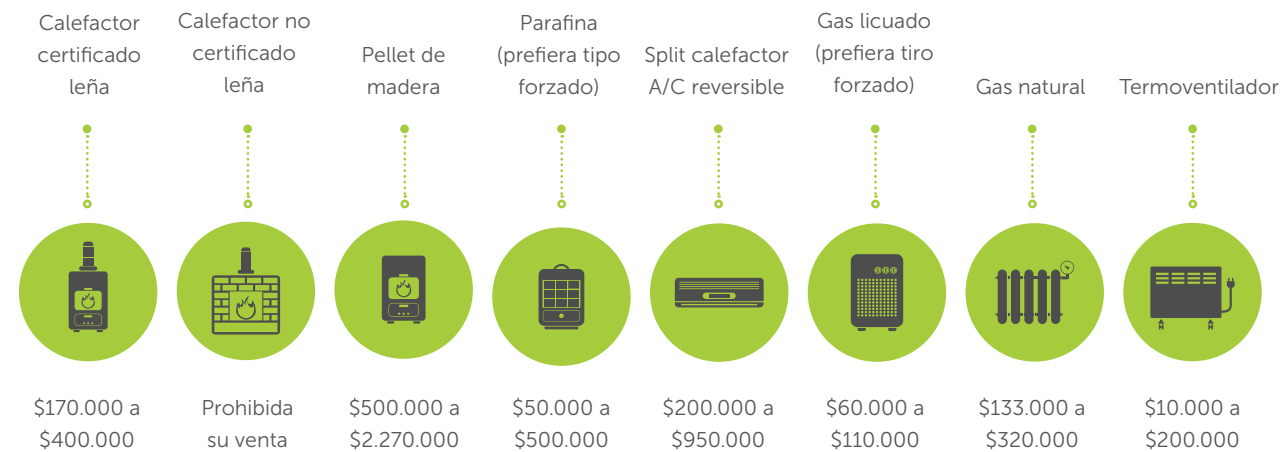 Calefactor
certificado
leña
Calefactor no
certificado
leña
Pellet de
madera
Parafina
(prefiera tipo
forzado)
Split calefactor
A/C reversible
Gas licuado
(prefiera tiro
forzado)
Gas natural
Termoventilador
$170.000 a
$400.000
Prohibida
su venta
$500.000 a
$2.270.000
$50.000 a
$500.000
$200.000 a
$950.000
$60.000 a
$110.000
$133.000 a
$320.000
$10.000 a
$200.000